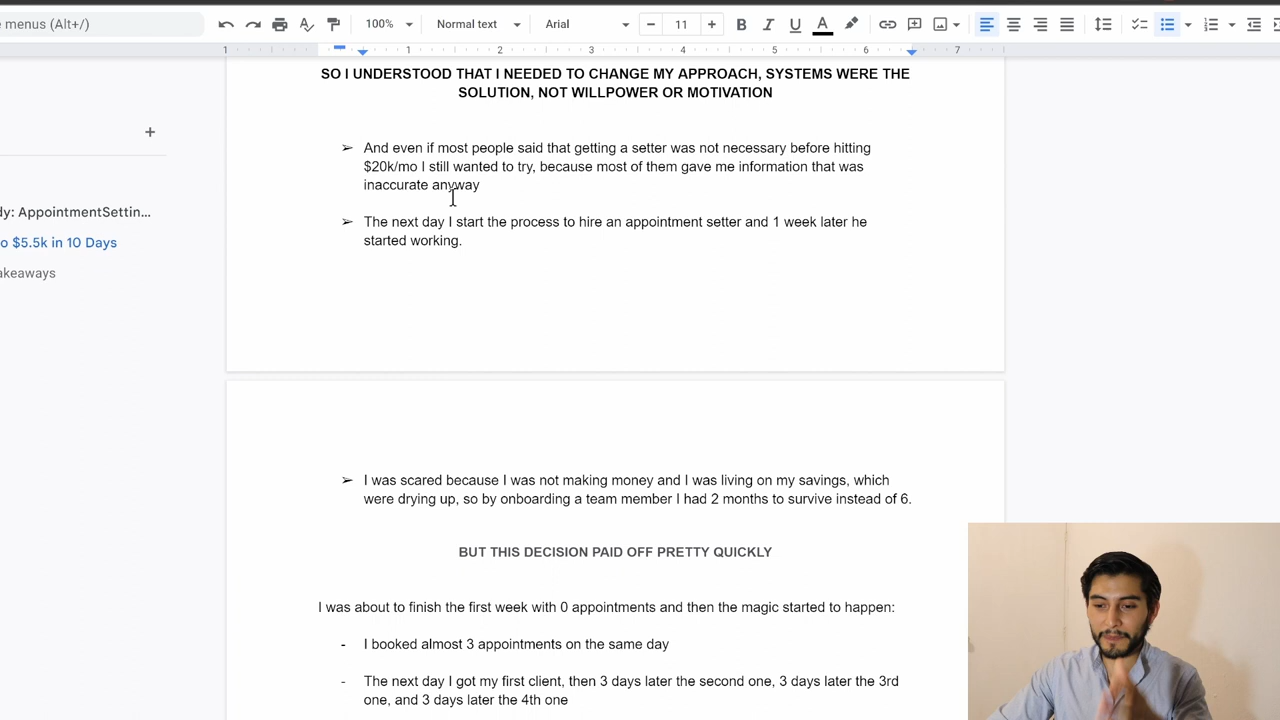 e menus (Alt+/)
100%
Normal text
Arial
11
B I U A
1 1 2 3 4 5 6 7
dy: AppointmentSettin...
o $5.5k in 10 Days
akeaways
SO I UNDERSTOOD THAT I NEEDED TO CHANGE MY APPROACH, SYSTEMS WERE THE
SOLUTION, NOT WILLPOWER OR MOTIVATION
➢ And even if most people said that getting a setter was not necessary before hitting
$20k/mo I still wanted to try, because most of them gave me information that was
inaccurate anyway
➢ The next day I start the process to hire an appointment setter and 1 week later he
started working.
➢ I was scared because I was not making money and I was living on my savings, which
were drying up, so by onboarding a team member I had 2 months to survive instead of 6.
BUT THIS DECISION PAID OFF PRETTY QUICKLY
I was about to finish the first week with 0 appointments and then the magic started to happen:
- I booked almost 3 appointments on the same day
- The next day I got my first client, then 3 days later the second one, 3 days later the 3rd
one, and 3 days later the 4th one